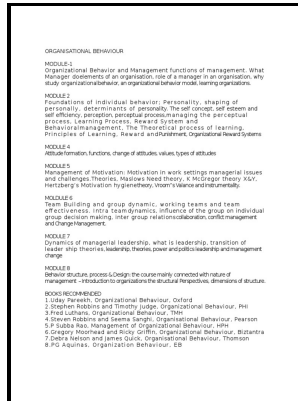 ORGANISATIONAL BEHAVIOUR
MODULE-1
Organizational Behavior and Management functions of management. What
Manager doelements of an organisation, role of a manager in an organisation, why
study organizational behavior, an organizational behavior model, learning organizations.
MODULE 2
Foundations of individual behavior; Personality, shaping of
personality, determinants of personality. The self concept, self esteem and
self efficiency, perception, perceptual process,managing the perceptual
process, Learning Process, Reward System and
Behavioralmanagement, The Theoretical process of learning,
Principles of Learning, Reward andPunishment, Organizational Reward Systems
MODULE 4
Attitude formation, functions, change of attitudes, values, types of attitudes
MODULE 5
Management of Motivation: Motivation in work settings managerial issues
and challenges.Theories, Maslows Need theory, K McGregor theory X&Y,
Hertzberg's Motivation hygienetheory, Vroom"s Valance and instrumentality.
MOLDULE 6
Team Building and group dynamic, working teams and team
effectiveness. Intra teamdynamics, influence of the group on individual
group decision making, inter group relationscollaboration, conflict management
and Change Management.
MODULE 7
Dynamics of managerial leadership, what is leadership, transition of
leader ship theories, leadership, theories, power and politics leadership and management
change
MODULE 8
Behavior structure, process & Design: the course mainly connected with nature of
management – introduction to organizations the structural Perspectives. dimensions of structure.
BOOKS RECOMMENDED
1.Uday Pareekh, Organizational Behaviour, Oxford
2.Stephen Robbins and Timothy Judge, Organizational Behaviour, PHI
3.Fred Luthans, Organizational Behaviour, TMH
4.Steven Robbins and Seema Sanghi, Organisational Behaviour, Pearson
5.P Subba Rao, Management of Organizational Behaviour, HPH
6.Gregory Moorhead and Ricky Griffin, Organizational Behaviour, Biztantra
7.Debra Nelson and James Quick, Organisational Behaviour, Thomson
8.PG Aquinas, Organization Behaviour, EB